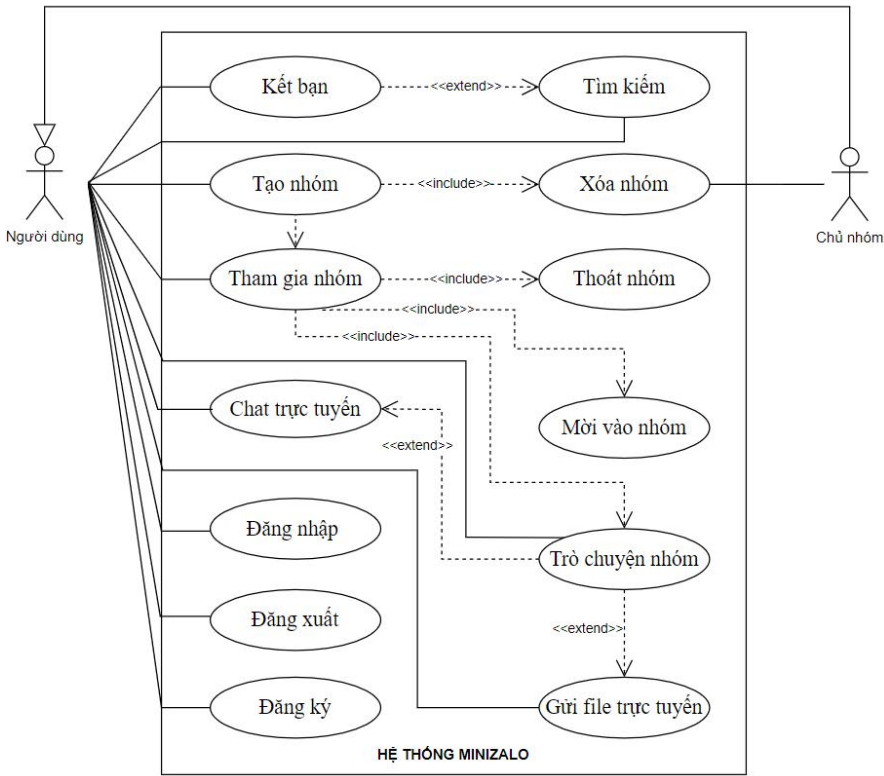 Kết bạn
<<extend>>
Tìm kiếm
Tạo nhóm
<<include>>
Xóa nhóm
Người dùng
Chủ nhóm
Tham gia nhóm
<<include>>
Thoát nhóm
<<include>>
<<include>>
Chat trực tuyến
Mời vào nhóm
<<extend>>
Đăng nhập
Trò chuyện nhóm
Đăng xuất
<<extend>>
Đăng ký
Gửi file trực tuyến
HỆ THỐNG MINIZALO